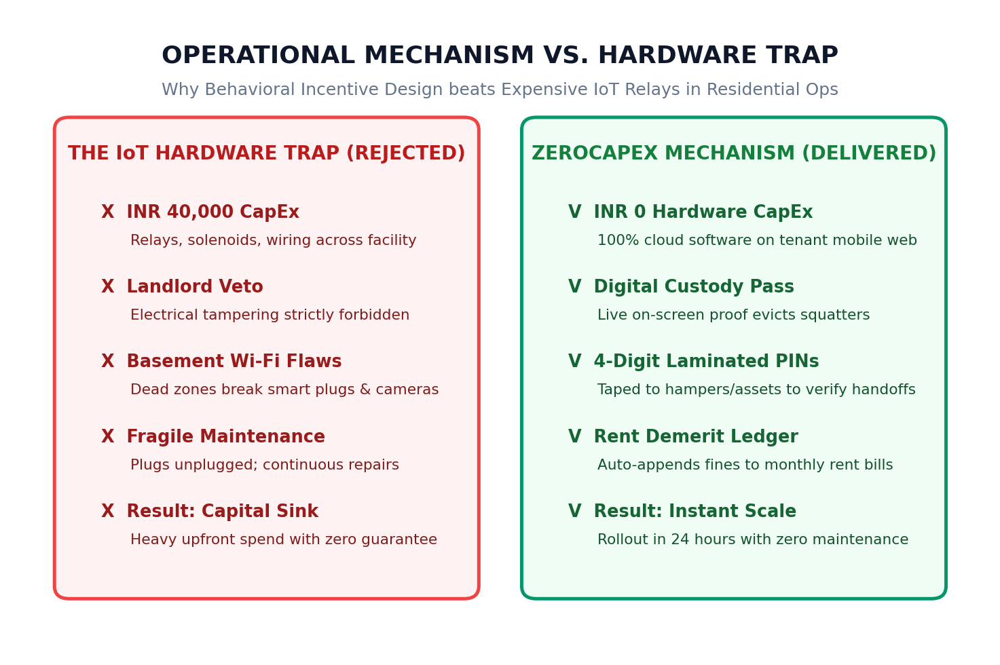 OPERATIONAL MECHANISM VS. HARDWARE TRAP
Why Behavioral Incentive Design beats Expensive IoT Relays in Residential Ops
THE IoT HARDWARE TRAP (REJECTED)
X INR 40,000 CapEx
Relays, solenoids, wiring across facility
X Landlord Veto
Electrical tampering strictly forbidden
X Basement Wi-Fi Flaws
Dead zones break smart plugs & cameras
X Fragile Maintenance
Plugs unplugged; continuous repairs
X Result: Capital Sink
Heavy upfront spend with zero guarantee
ZEROCAPEX MECHANISM (DELIVERED)
V INR 0 Hardware CapEx
100% cloud software on tenant mobile web
V Digital Custody Pass
Live on-screen proof evicts squatters
V 4-Digit Laminated PINs
Taped to hampers/assets to verify handoffs
V Rent Demerit Ledger
Auto-appends fines to monthly rent bills
V Result: Instant Scale
Rollout in 24 hours with zero maintenance